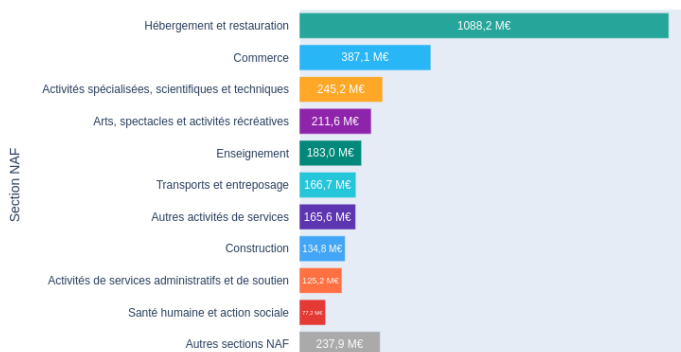 Hébergement et restauration 1088,2 M€
Commerce 387,1 M€
Activités spécialisées, scientifiques et techniques 245,2 M€
Arts, spectacles et activités récréatives 211,6 M€
Enseignement 183,0 M€
Transports et entreposage 166,7 M€
Autres activités de services 165,6 M€
Construction 134,8 M€
Activités de services administratifs et de soutien 125,2 M€
Santé humaine et action sociale 77,2 M€
Autres sections NAF 237,9 M€
Section NAF